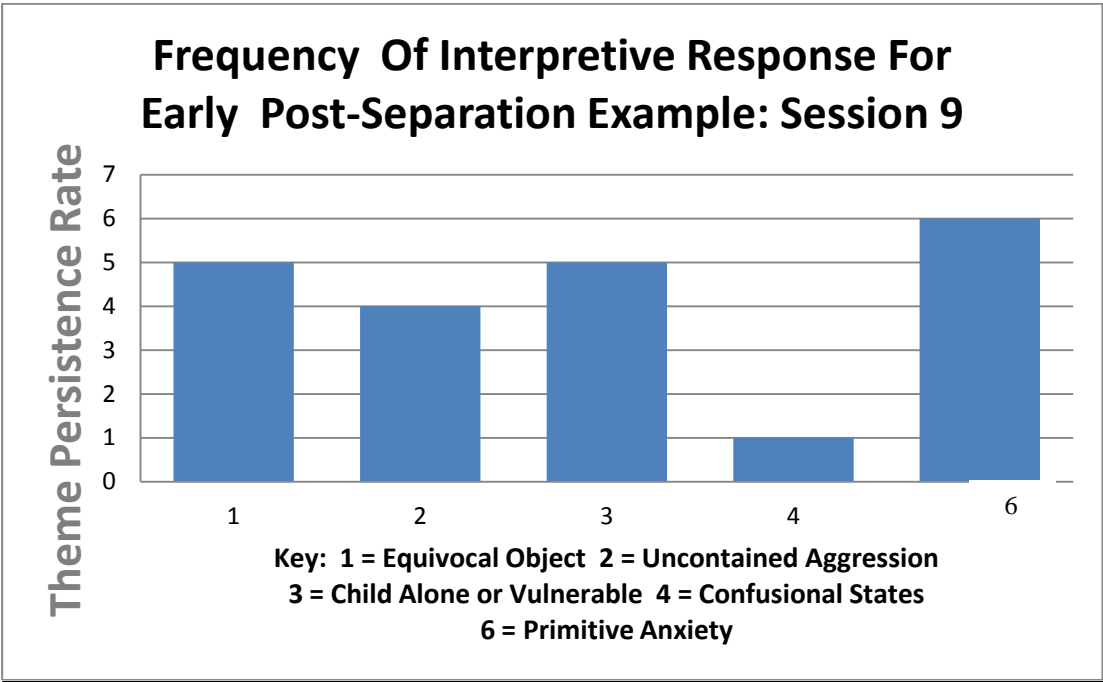 Frequency Of Interpretive Response For
Early Post-Separation Example: Session 9
Theme Persistence Rate
7
6
5
4
3
2
1
0
1 2 3 4 6
Key: 1 = Equivocal Object 2 = Uncontained Aggression
3 = Child Alone or Vulnerable 4 = Confusional States
6 = Primitive Anxiety